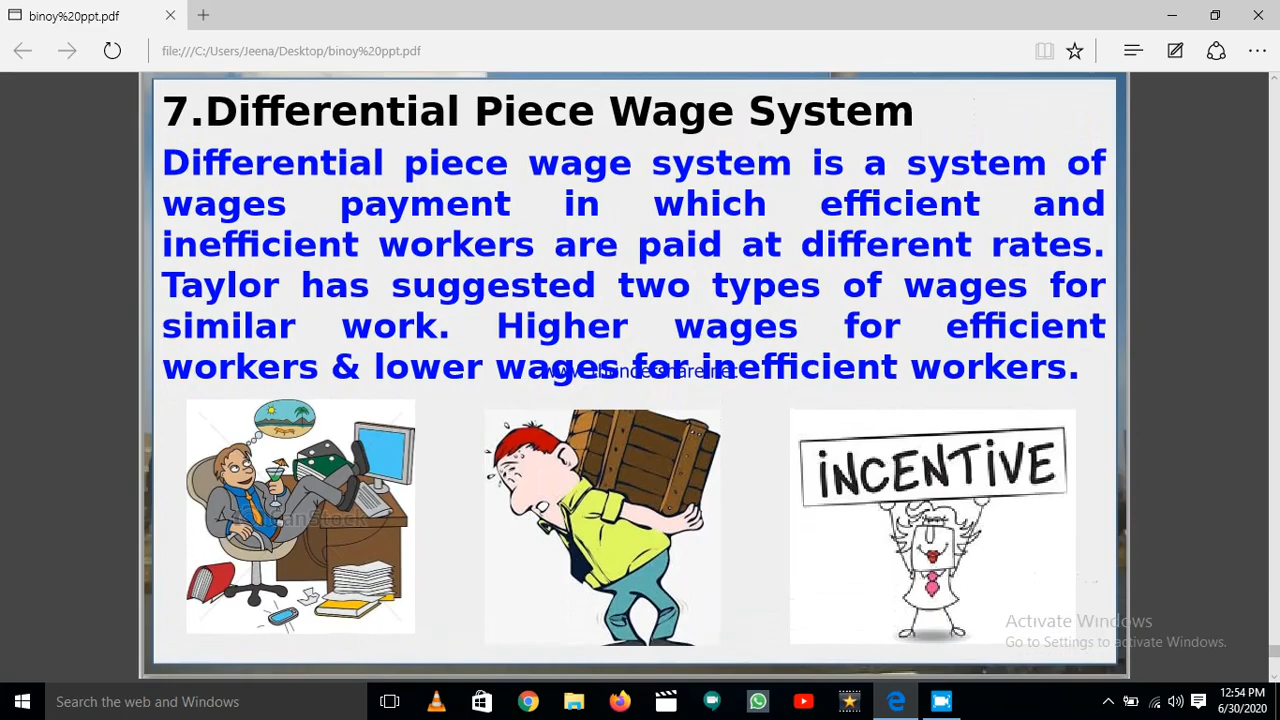 binoy%20ppt.pdf
file:///C:/Users/Jeena/Desktop/binoy%20ppt.pdf
7.Differential Piece Wage System
Differential piece wage system is a system of
wages payment in which efficient and
inefficient workers are paid at different rates.
Taylor has suggested two types of wages for
similar work. Higher wages for efficient
workers & lower wages for inefficient workers.
INCENTIVE
Activate Windows
Go to Settings to activate Windows.
Search the web and Windows
12:54 PM
6/30/2020